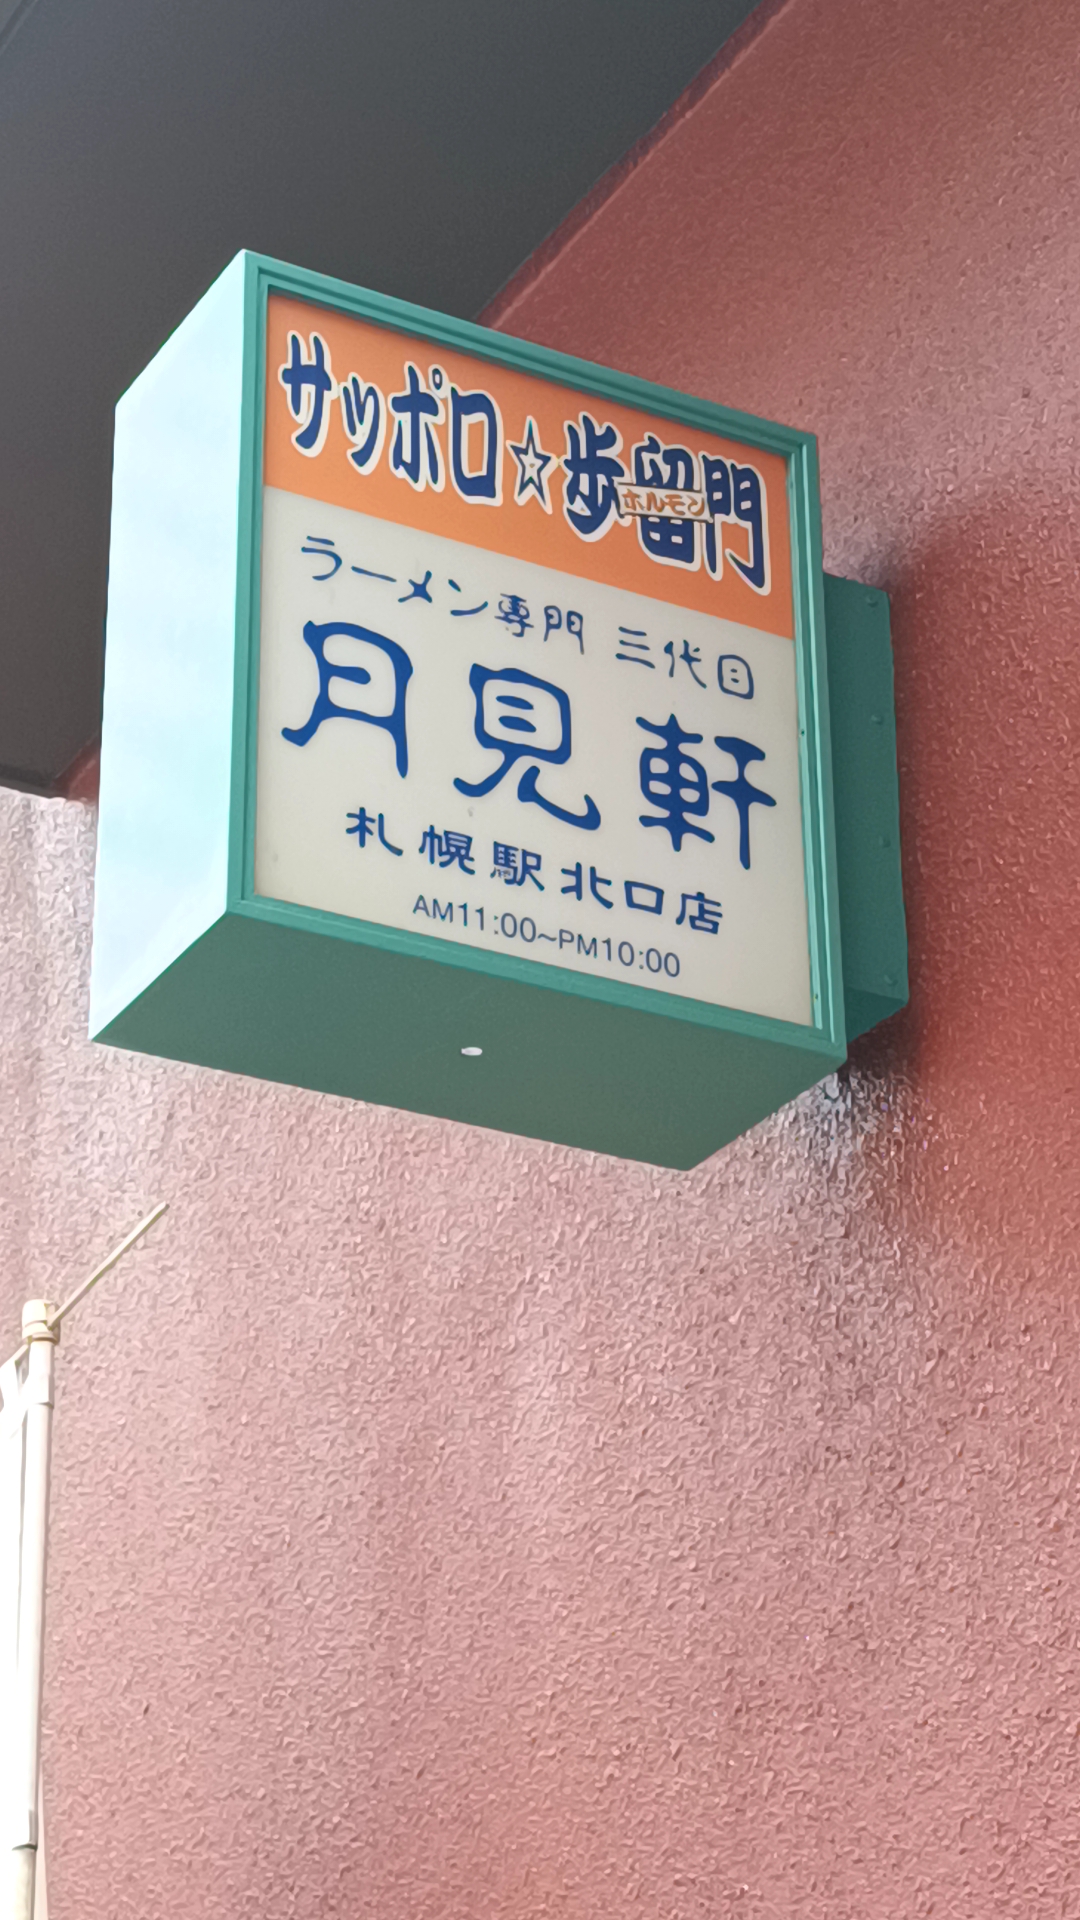 サッポロ☆歩留門
ホルモン
ラーメン専門 三代目
月見軒
札幌駅北口店
AM11:00~PM10:00